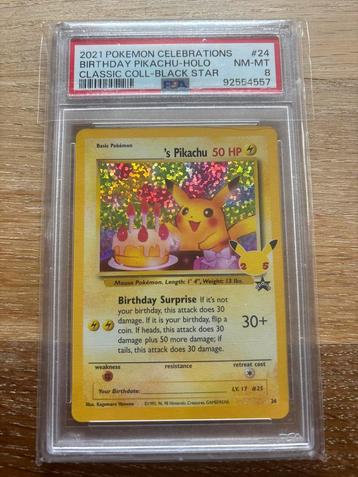 2021 POKEMON CELEBRATIONS #24
BIRTHDAY PIKACHU-HOLO NM-MT
CLASSIC COLL-BLACK STAR 8
PSA 92554557
Basic Pokémon
's Pikachu 50 HP
25
Mouse Pokémon. Length: 1' 4", Weight: 13 lbs.
Birthday Surprise If it's not
your birthday, this attack does 30
damage. If it is your birthday, flip a
coin. If heads, this attack does 30
damage plus 50 more damage; if
tails, this attack does 30 damage.
30+
weakness resistance retreat cost
Your Birthdate: LV. 17 #25
Illus. Kagemaru Himeno
24